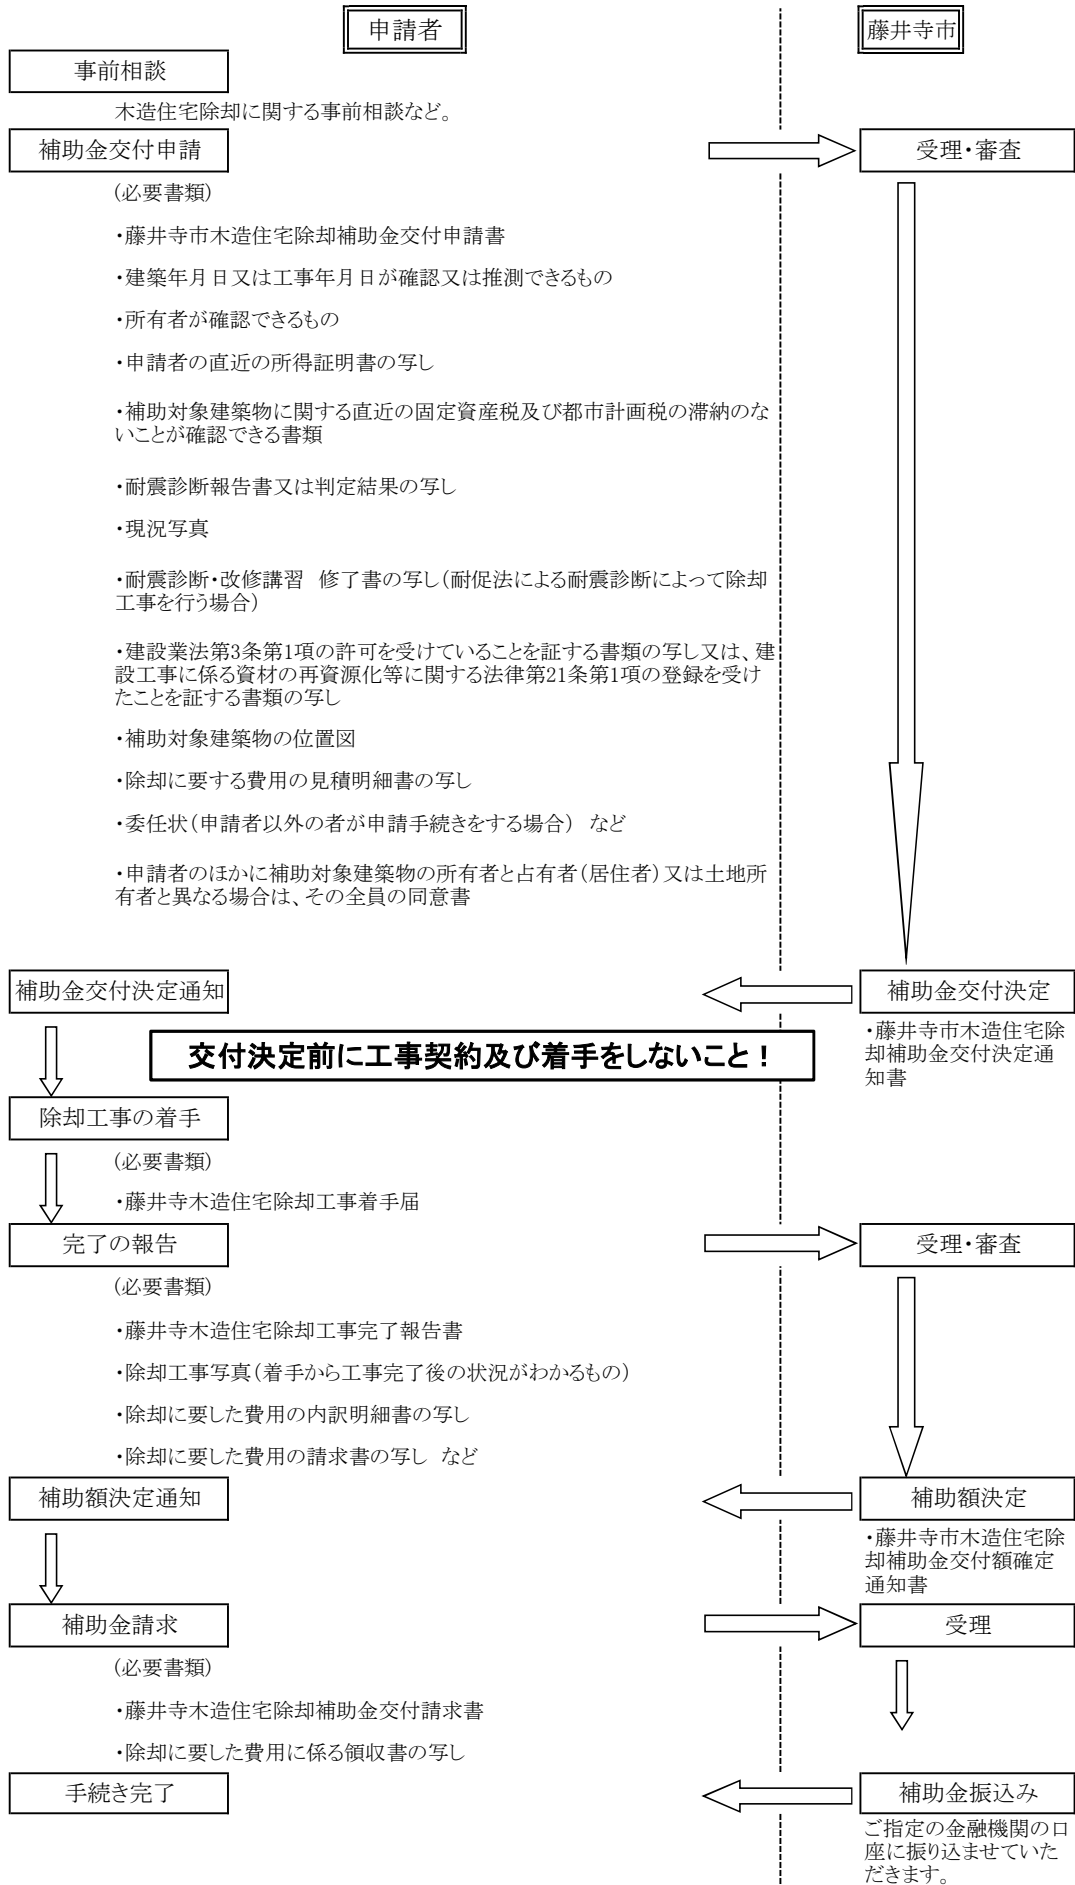 申請者
藤井寺市
事前相談
木造住宅除却に関する事前相談など。
補助金交付申請
受理・審査
(必要書類)
・藤井寺市木造住宅除却補助金交付申請書
・建築年月日又は工事年月日が確認又は推測できるもの
・所有者が確認できるもの
・申請者の直近の所得証明書の写し
・補助対象建築物に関する直近の固定資産税及び都市計画税の滞納のな
いことが確認できる書類
・耐震診断報告書又は判定結果の写し
・現況写真
・耐震診断・改修講習　修了書の写し(耐促法による耐震診断によって除却
工事を行う場合)
・建設業法第3条第1項の許可を受けていることを証する書類の写し又は、建
設工事に係る資材の再資源化等に関する法律第21条第1項の登録を受け
たことを証する書類の写し
・補助対象建築物の位置図
・除却に要する費用の見積明細書の写し
・委任状(申請者以外の者が申請手続きをする場合)　など
・申請者のほかに補助対象建築物の所有者と占有者(居住者)又は土地所
有者と異なる場合は、その全員の同意書
補助金交付決定通知
補助金交付決定
・藤井寺市木造住宅除
却補助金交付決定通
知書
交付決定前に工事契約及び着手をしないこと！
除却工事の着手
(必要書類)
・藤井寺木造住宅除却工事着手届
完了の報告
受理・審査
(必要書類)
・藤井寺木造住宅除却工事完了報告書
・除却工事写真(着手から工事完了後の状況がわかるもの)
・除却に要した費用の内訳明細書の写し
・除却に要した費用の請求書の写し　など
補助額決定通知
補助額決定
・藤井寺市木造住宅除
却補助金交付額確定
通知書
補助金請求
受理
(必要書類)
・藤井寺木造住宅除却補助金交付請求書
・除却に要した費用に係る領収書の写し
手続き完了
補助金振込み
ご指定の金融機関の口
座に振り込ませていた
だきます。